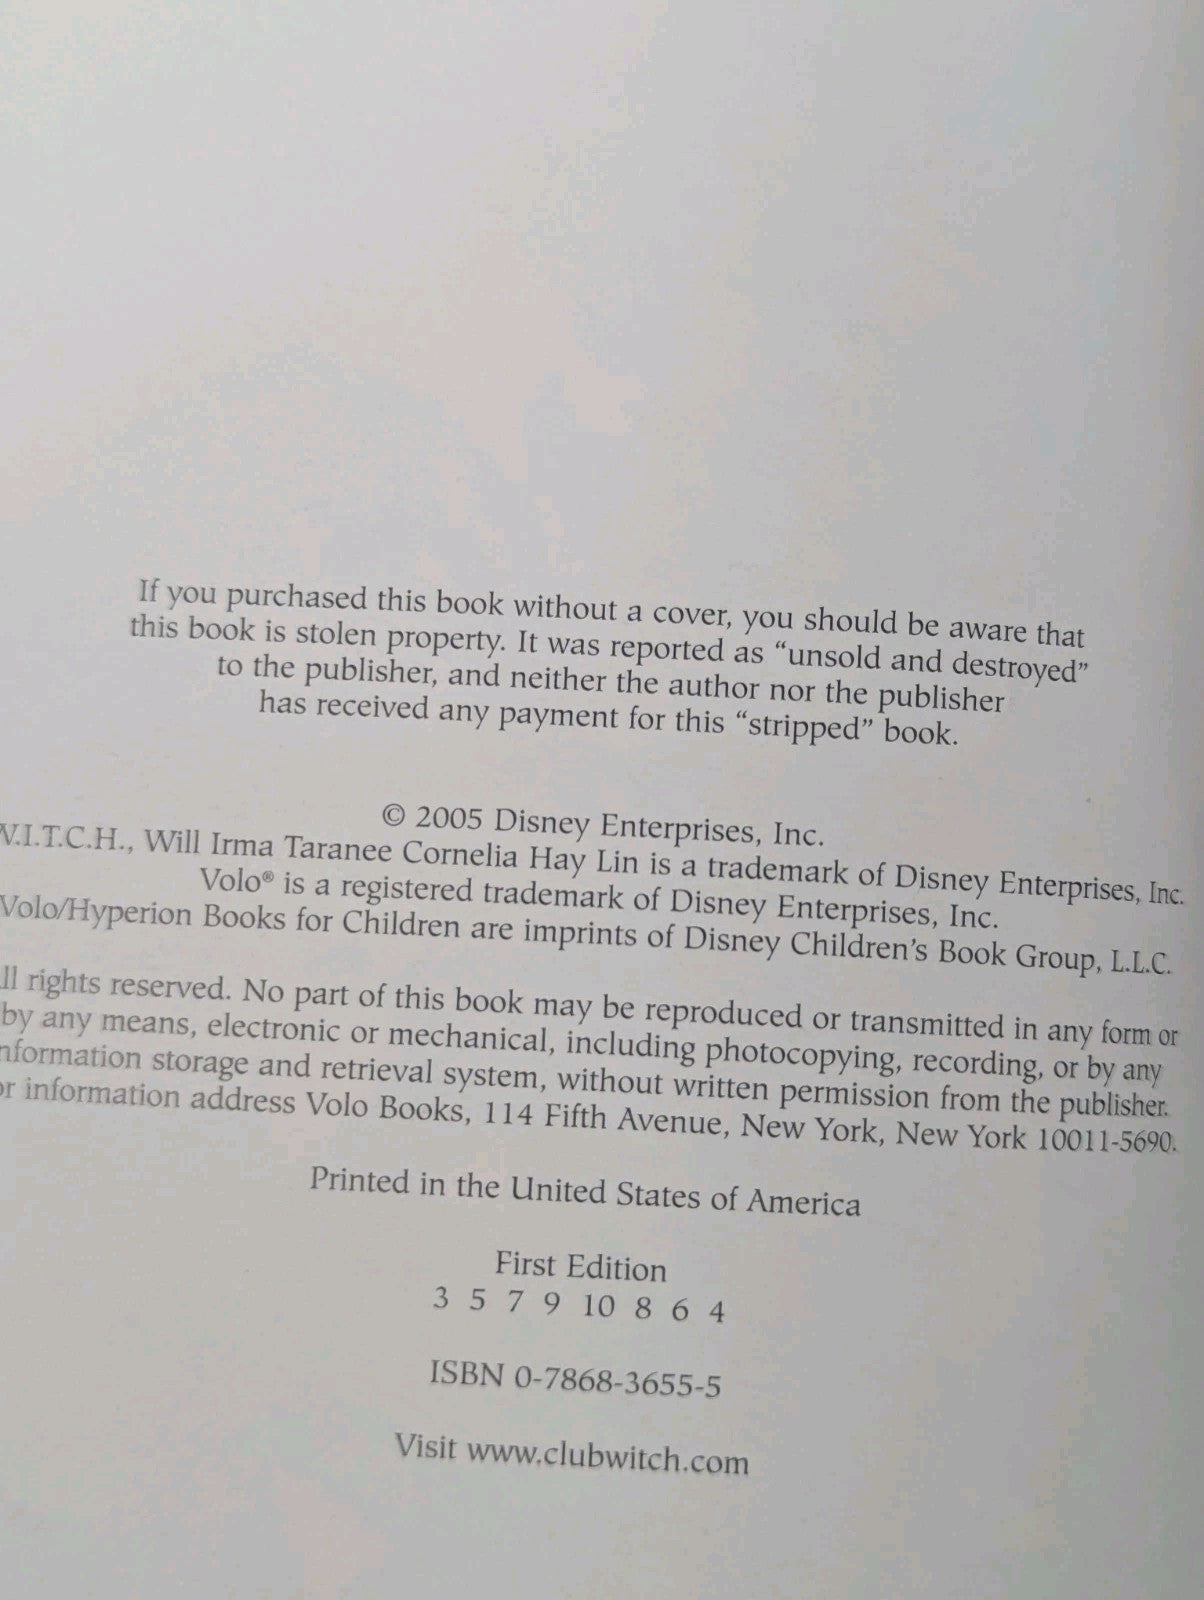 If you purchased this book without a cover, you should be aware that
this book is stolen property. It was reported as “unsold and destroyed”
to the publisher, and neither the author nor the publisher
has received any payment for this “stripped” book.
© 2005 Disney Enterprises, Inc.
W.I.T.C.H., Will Irma Taranee Cornelia Hay Lin is a trademark of Disney Enterprises, Inc.
Volo® is a registered trademark of Disney Enterprises, Inc.
Volo/Hyperion Books for Children are imprints of Disney Children’s Book Group, L.L.C.
ll rights reserved. No part of this book may be reproduced or transmitted in any form or
by any means, electronic or mechanical, including photocopying, recording, or by any
nformation storage and retrieval system, without written permission from the publisher.
or information address Volo Books, 114 Fifth Avenue, New York, New York 10011-5690.
Printed in the United States of America
First Edition
3 5 7 9 10 8 6 4
ISBN 0-7868-3655-5
Visit www.clubwitch.com